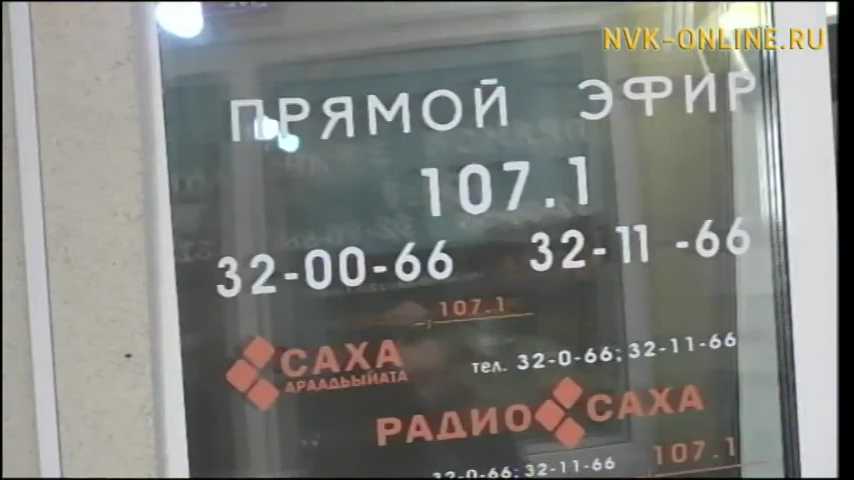 NVK-ONLINE.RU
ПРЯМОЙ ЭФИР
107.1
32-00-66 32-11-66
107.1
САХА
АРААДЬЫЙАТА
тел. 32-0-66; 32-11-66
РАДИО САХА
32-0-66; 32-11-66
107.1